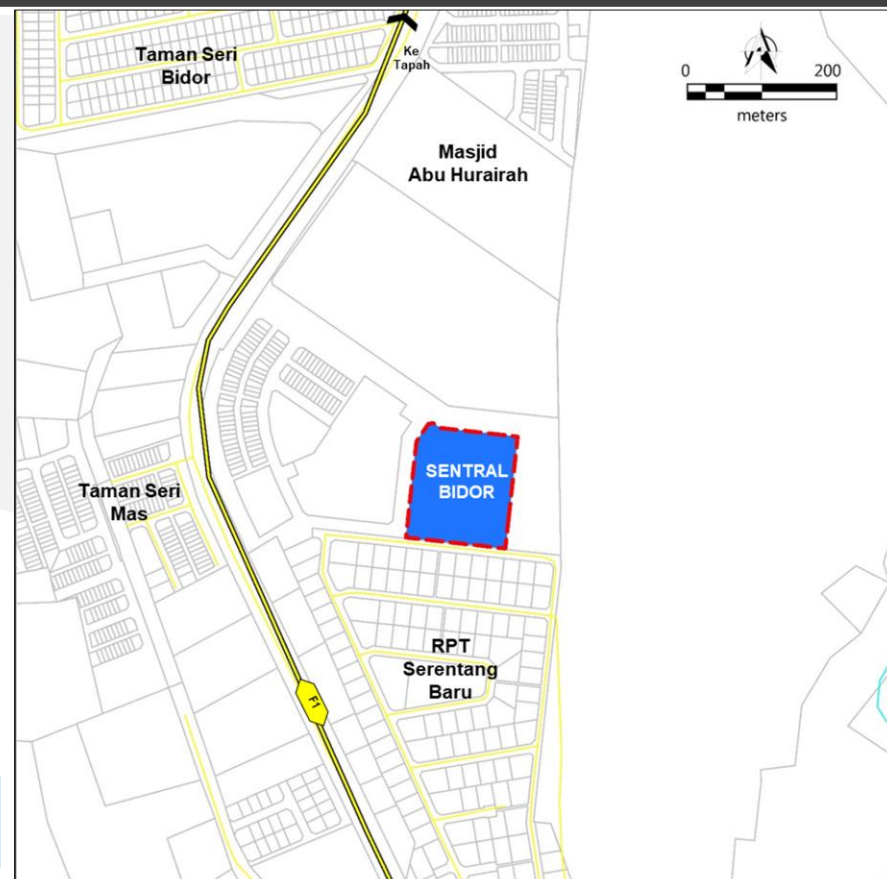 Taman Seri
Bidor
Ke
Tapah
0 200
meters
Masjid
Abu Hurairah
SENTRAL
BIDOR
Taman Seri
Mas
RPT
Serentang
Baru
F1